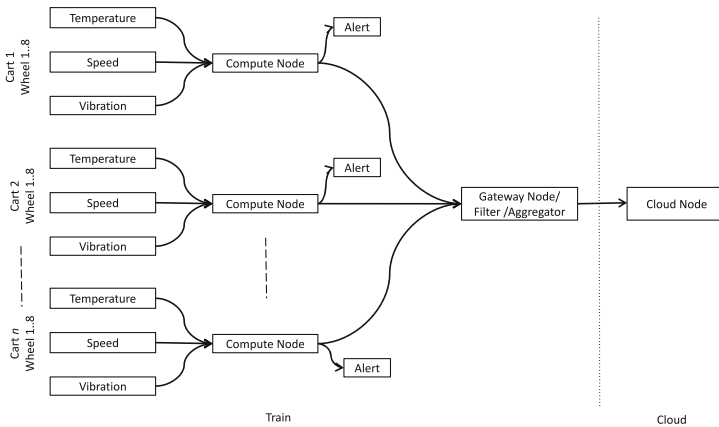 Cart 1
Wheel 1..8
Temperature
Speed
Vibration
Compute Node
Alert
Cart 2
Wheel 1..8
Temperature
Speed
Vibration
Compute Node
Alert
Gateway Node/
Filter /Aggregator
Cloud Node
Cart n
Wheel 1..8
Temperature
Speed
Vibration
Compute Node
Alert
Train
Cloud